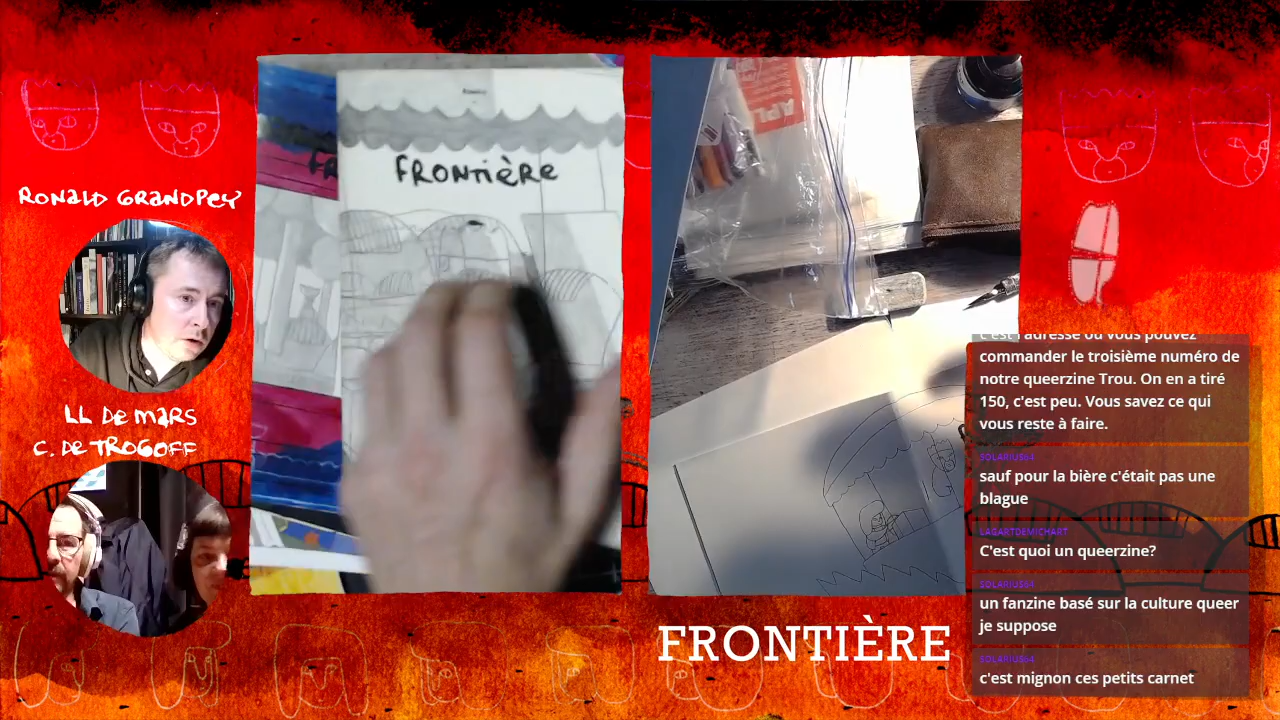 RONALD GRANDPEY
LL DE MARS
C. DE TROGOFF
FRONTIÈRE
FR
APLI
FRONTIÈRE
c'est l'adresse où vous pouvez
commander le troisième numéro de
notre queerzine Trou. On en a tiré
150, c'est peu. Vous savez ce qui
vous reste à faire.
SOLARIUS64
sauf pour la bière c'était pas une
blague
LAGARTDEMICHART
C'est quoi un queerzine?
SOLARIUS64
un fanzine basé sur la culture queer
je suppose
SOLARIUS64
c'est mignon ces petits carnet